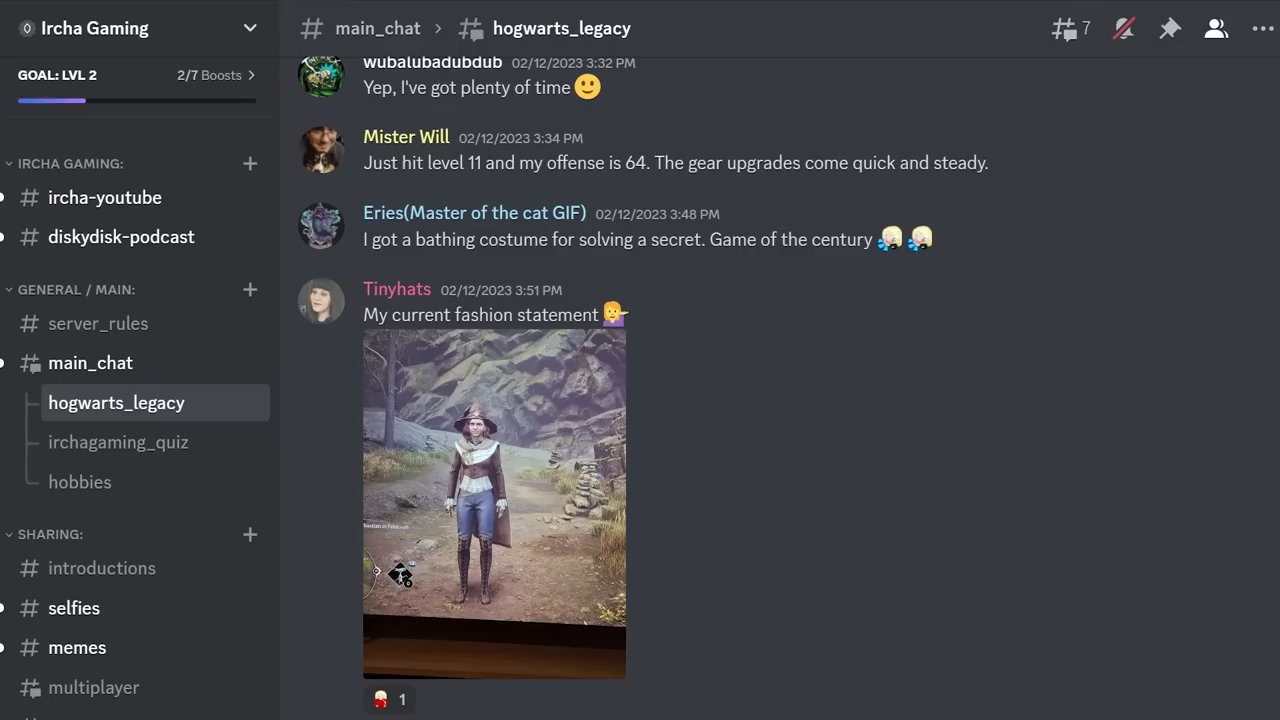 Ircha Gaming
GOAL: LVL 2
2/7 Boosts
IRCHA GAMING:
ircha-youtube
diskydisk-podcast
GENERAL / MAIN:
server_rules
main_chat
hogwarts_legacy
irchagaming_quiz
hobbies
SHARING:
introductions
selfies
memes
multiplayer
main_chat > hogwarts_legacy
7
wubalubadubdub 02/12/2023 3:32 PM
Yep, I've got plenty of time 🙂
Mister Will 02/12/2023 3:34 PM
Just hit level 11 and my offense is 64. The gear upgrades come quick and steady.
Eries(Master of the cat GIF) 02/12/2023 3:48 PM
I got a bathing costume for solving a secret. Game of the century
Tinyhats 02/12/2023 3:51 PM
My current fashion statement
1